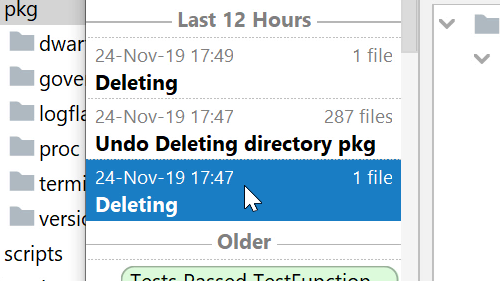 pkg
dwar
gove
logfla
proc
termi
versio
scripts
Last 12 Hours
24-Nov-19 17:49 1 file
Deleting
24-Nov-19 17:47 287 files
Undo Deleting directory pkg
24-Nov-19 17:47 1 file
Deleting
Older
Tests Passed TestFunction